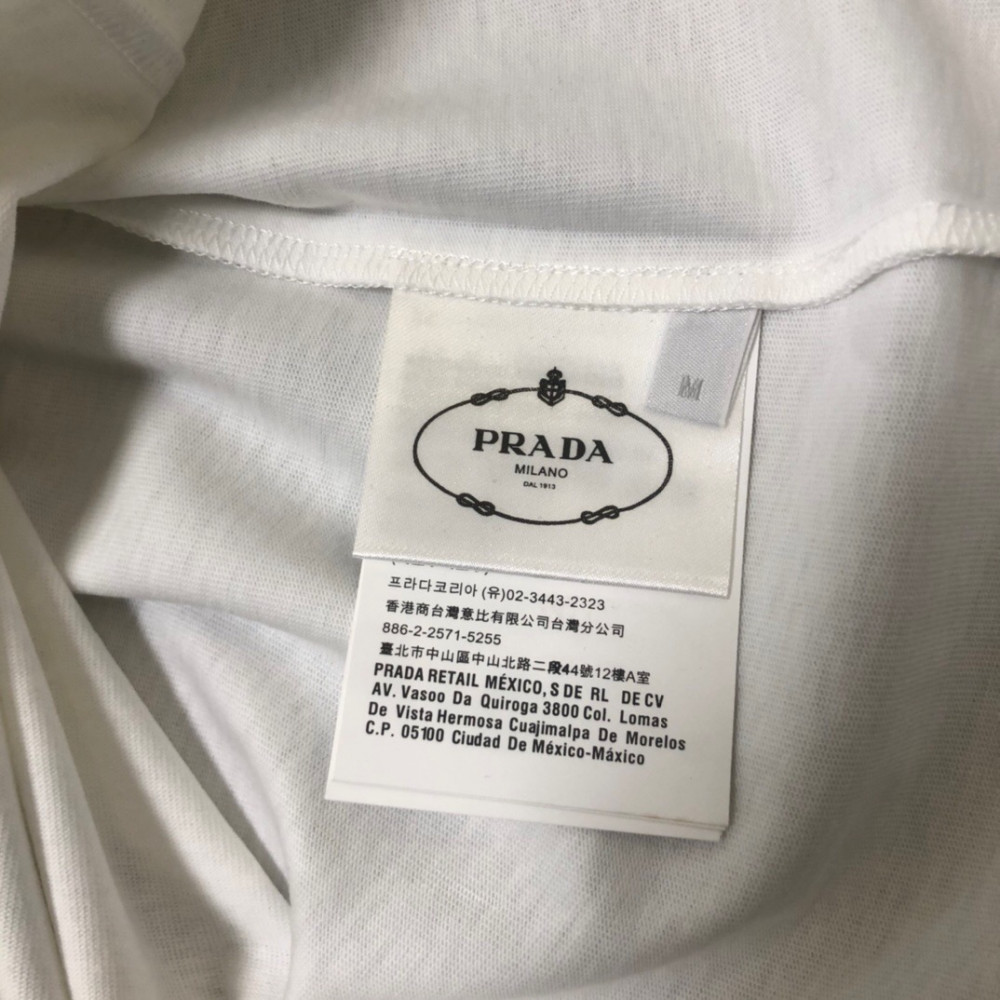 M
PRADA
MILANO
DAL 1913
프라다코리아 (유)02-3443-2323
香港商台灣意比有限公司台灣分公司
886-2-2571-5255
臺北市中山區中山北路二段44號12樓A室
PRADA RETAIL MÉXICO, S DE RL DE CV
AV. Vasoo Da Quiroga 3800 Col. Lomas
De Vista Hermosa Cuajimalpa De Morelos
C.P. 05100 Ciudad De México-Máxico